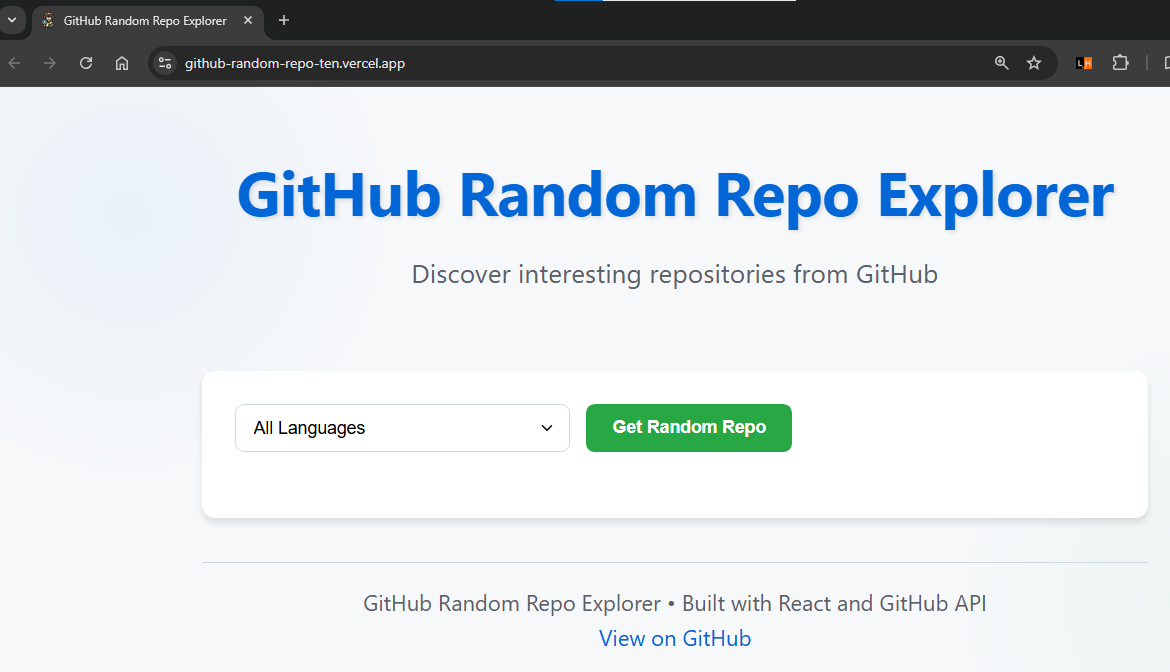 GitHub Random Repo Explorer
github-random-repo-ten.vercel.app
L H
GitHub Random Repo Explorer
Discover interesting repositories from GitHub
All Languages
Get Random Repo
GitHub Random Repo Explorer • Built with React and GitHub API
View on GitHub